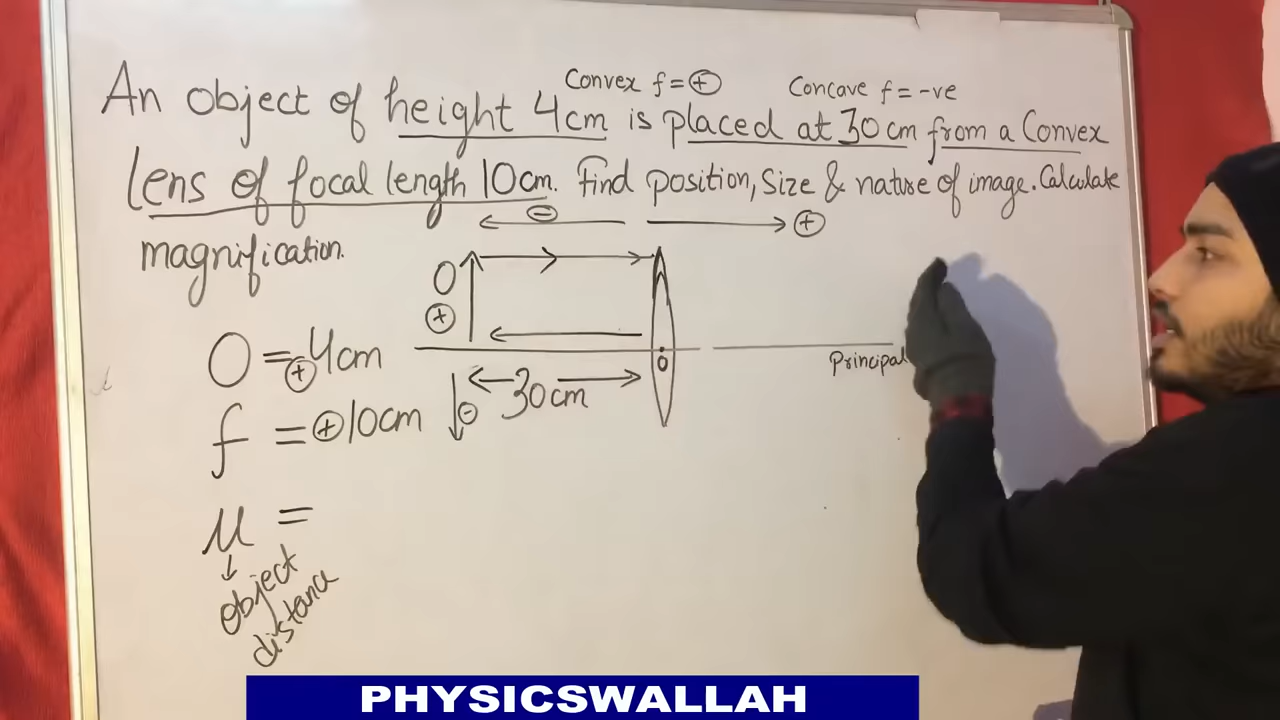 Convex f = ⊕ Concave f = -ve
An object of height 4cm is placed at 30cm from a Convex
lens of focal length 10cm. Find position, Size & nature of image. Calculate
magnification.
⊖ ⊕
O
⊕
O = ⊕4cm
f = ⊕10cm
⊖ 30cm
O
Principal
u =
object
distance
PHYSICSWALLAH